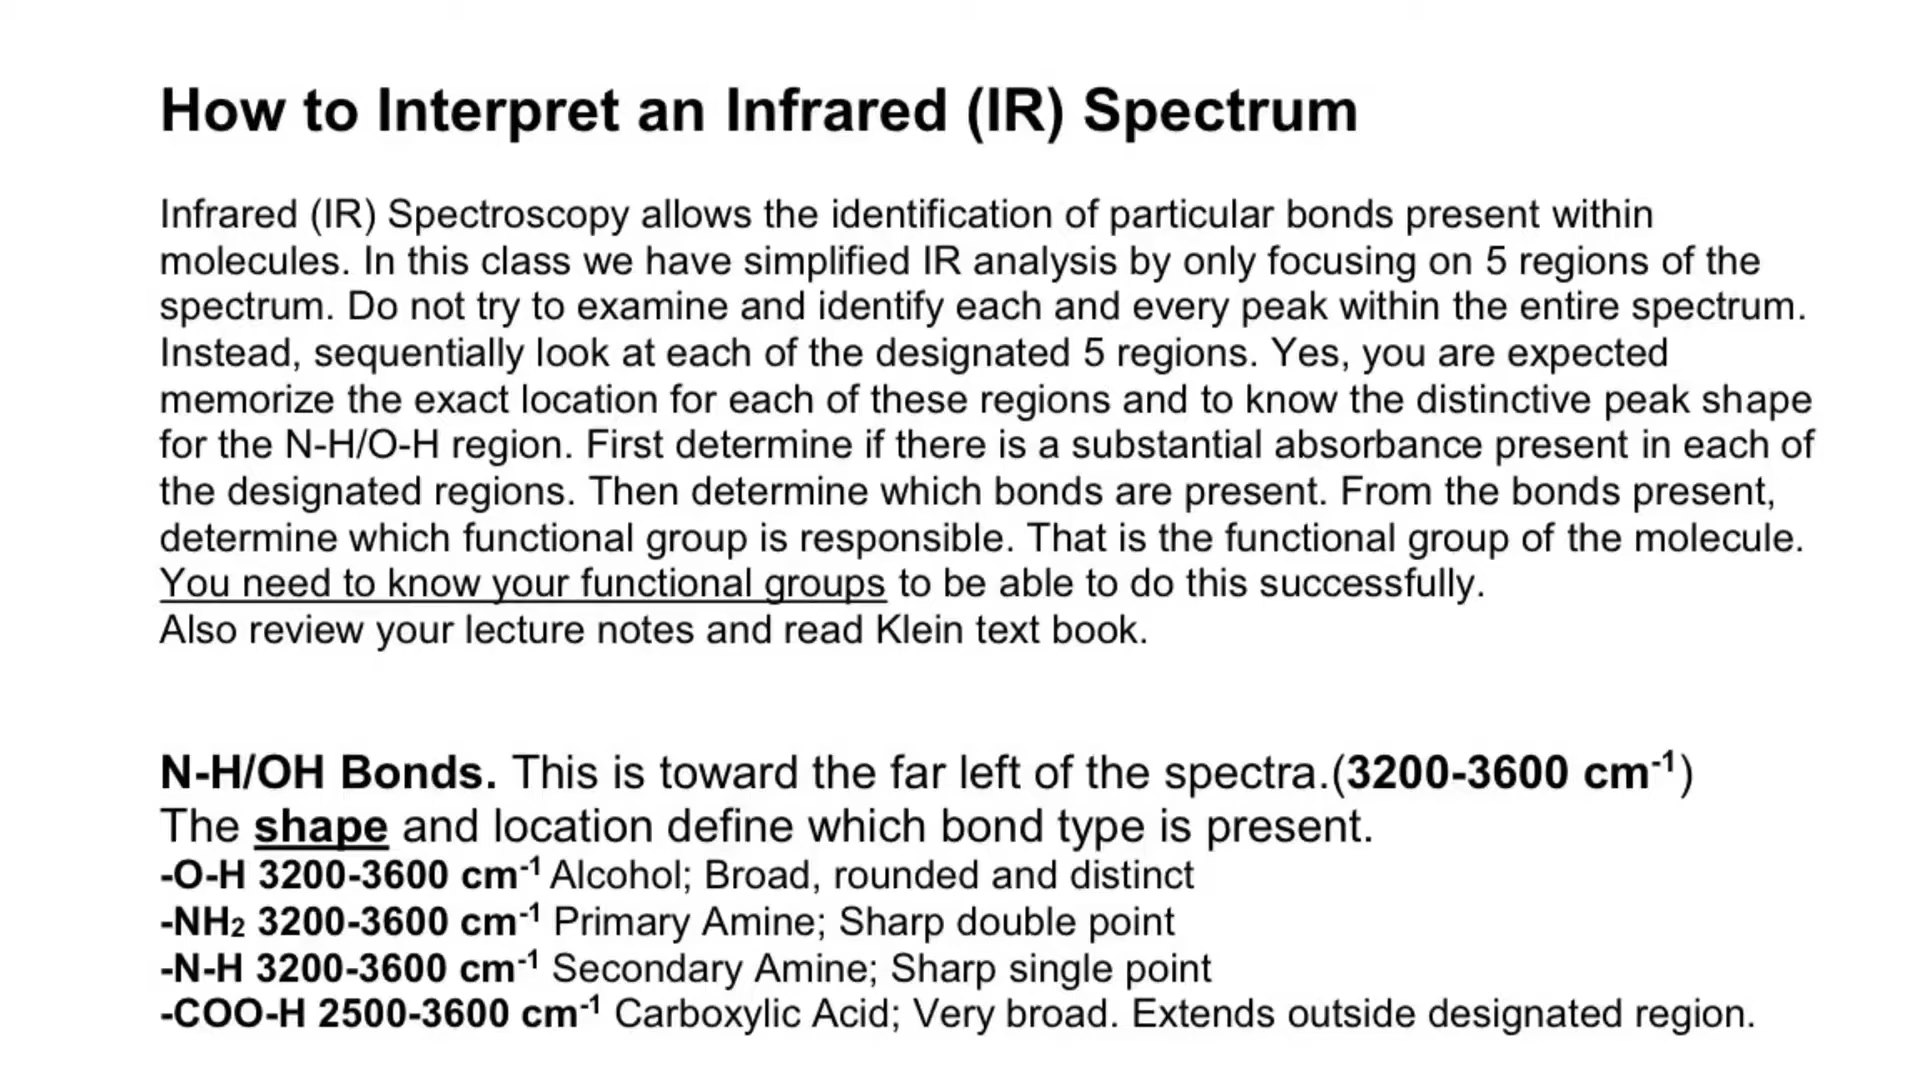 How to Interpret an Infrared (IR) Spectrum
Infrared (IR) Spectroscopy allows the identification of particular bonds present within
molecules. In this class we have simplified IR analysis by only focusing on 5 regions of the
spectrum. Do not try to examine and identify each and every peak within the entire spectrum.
Instead, sequentially look at each of the designated 5 regions. Yes, you are expected
memorize the exact location for each of these regions and to know the distinctive peak shape
for the N-H/O-H region. First determine if there is a substantial absorbance present in each of
the designated regions. Then determine which bonds are present. From the bonds present,
determine which functional group is responsible. That is the functional group of the molecule.
You need to know your functional groups to be able to do this successfully.
Also review your lecture notes and read Klein text book.
N-H/OH Bonds. This is toward the far left of the spectra.(3200-3600 cm⁻¹)
The shape and location define which bond type is present.
-O-H 3200-3600 cm⁻¹ Alcohol; Broad, rounded and distinct
-NH₂ 3200-3600 cm⁻¹ Primary Amine; Sharp double point
-N-H 3200-3600 cm⁻¹ Secondary Amine; Sharp single point
-COO-H 2500-3600 cm⁻¹ Carboxylic Acid; Very broad. Extends outside designated region.